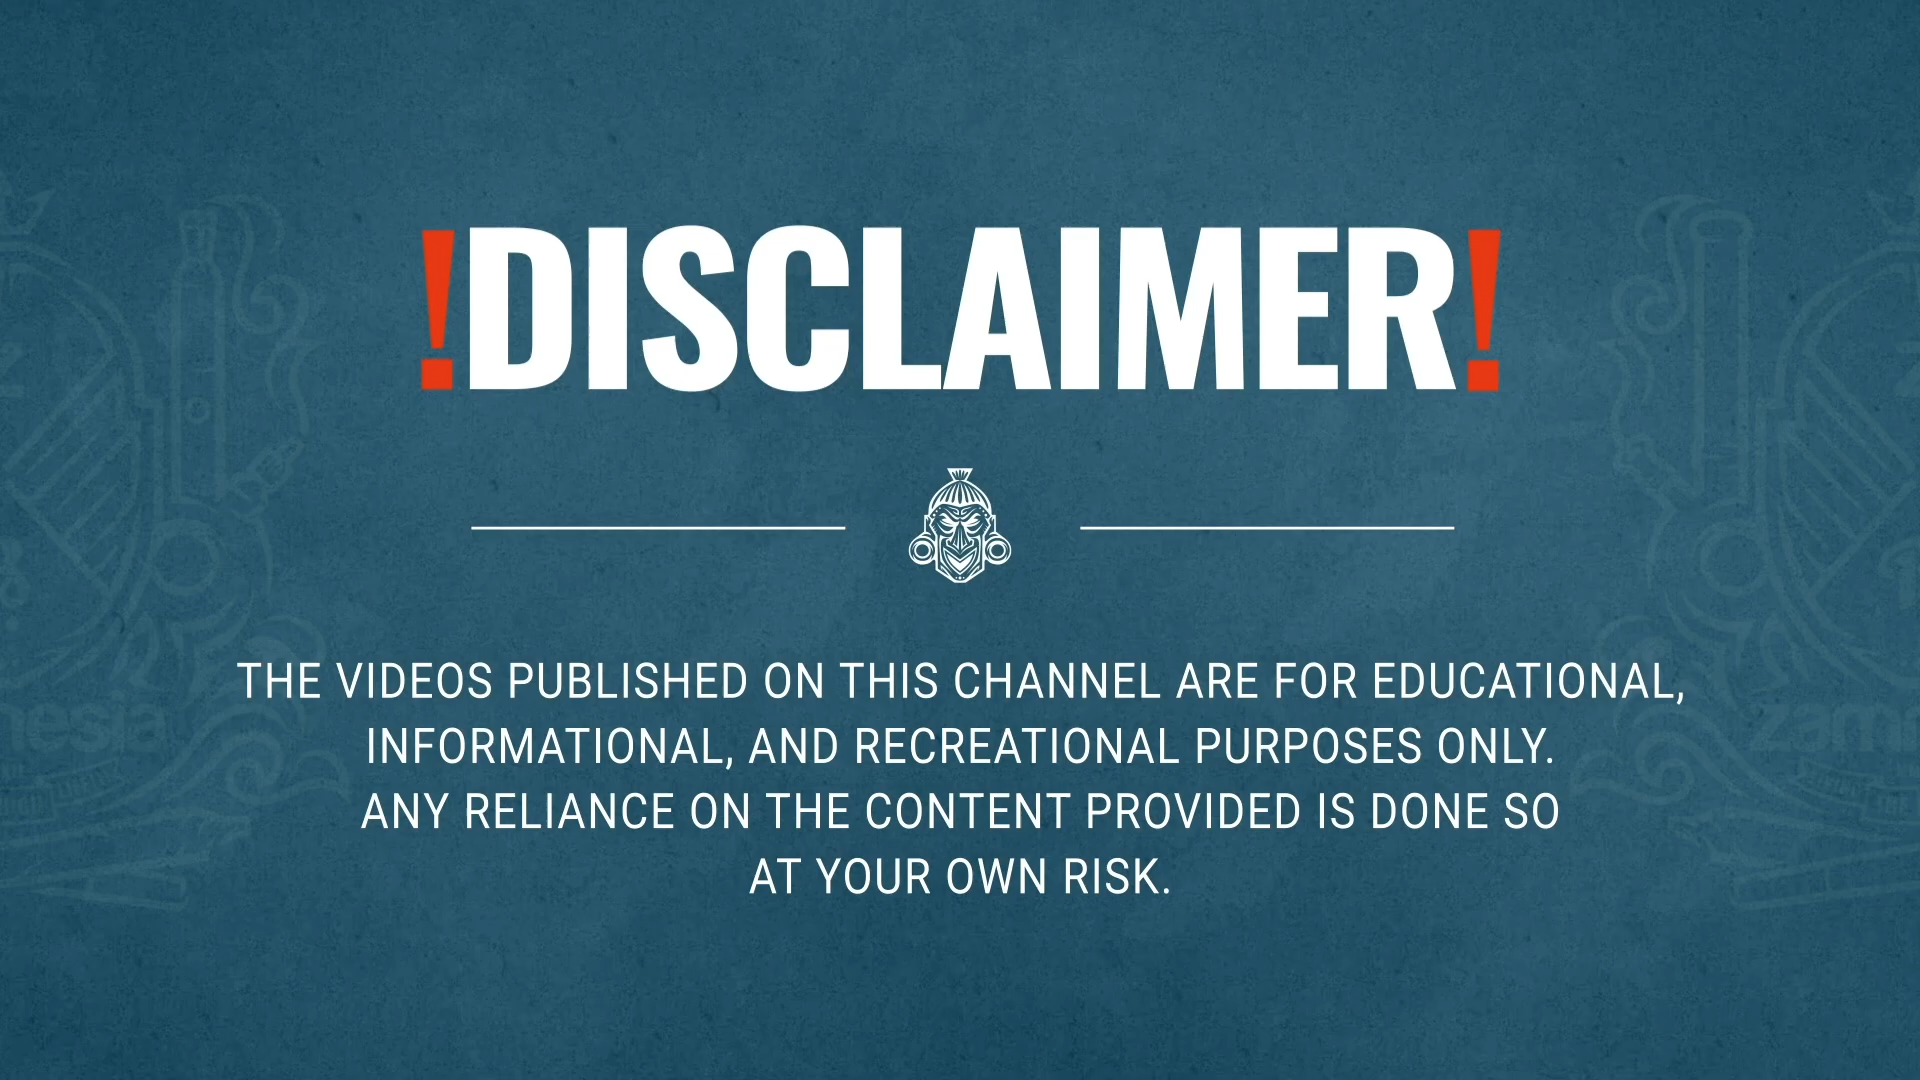 !DISCLAIMER!
THE VIDEOS PUBLISHED ON THIS CHANNEL ARE FOR EDUCATIONAL,
INFORMATIONAL, AND RECREATIONAL PURPOSES ONLY.
ANY RELIANCE ON THE CONTENT PROVIDED IS DONE SO
AT YOUR OWN RISK.